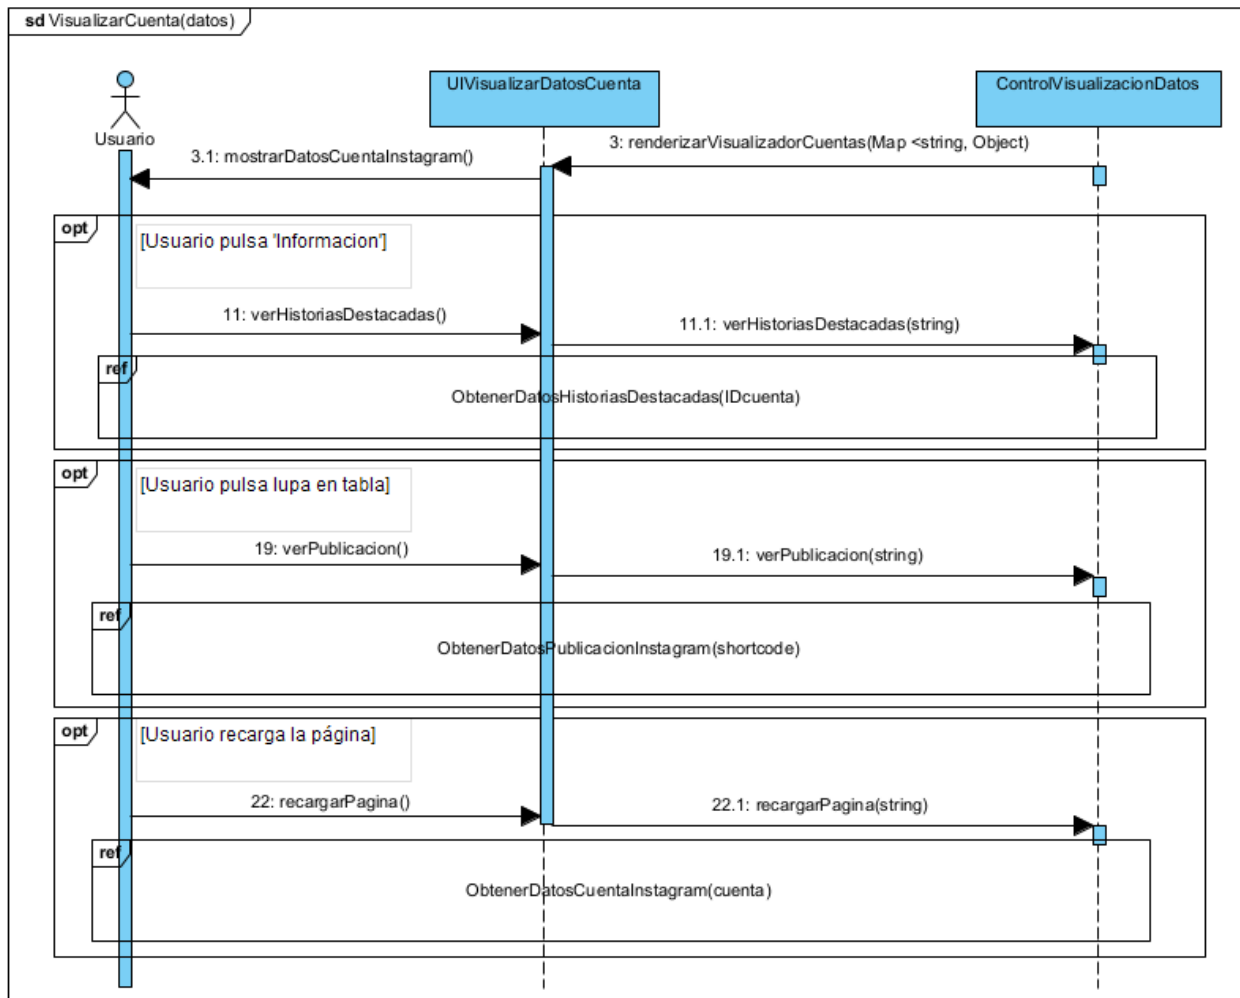 sd VisualizarCuenta(datos)
UIVisualizarDatosCuenta
ControlVisualizacionDatos
Usuario
3: renderizarVisualizadorCuentas(Map <string, Object)
3.1: mostrarDatosCuentaInstagram()
opt
[Usuario pulsa 'Informacion']
11: verHistoriasDestacadas()
11.1: verHistoriasDestacadas(string)
ref
ObtenerDatosHistoriasDestacadas(IDcuenta)
opt
[Usuario pulsa lupa en tabla]
19: verPublicacion()
19.1: verPublicacion(string)
ref
ObtenerDatosPublicacionInstagram(shortcode)
opt
[Usuario recarga la página]
22: recargarPagina()
22.1: recargarPagina(string)
ref
ObtenerDatosCuentaInstagram(cuenta)